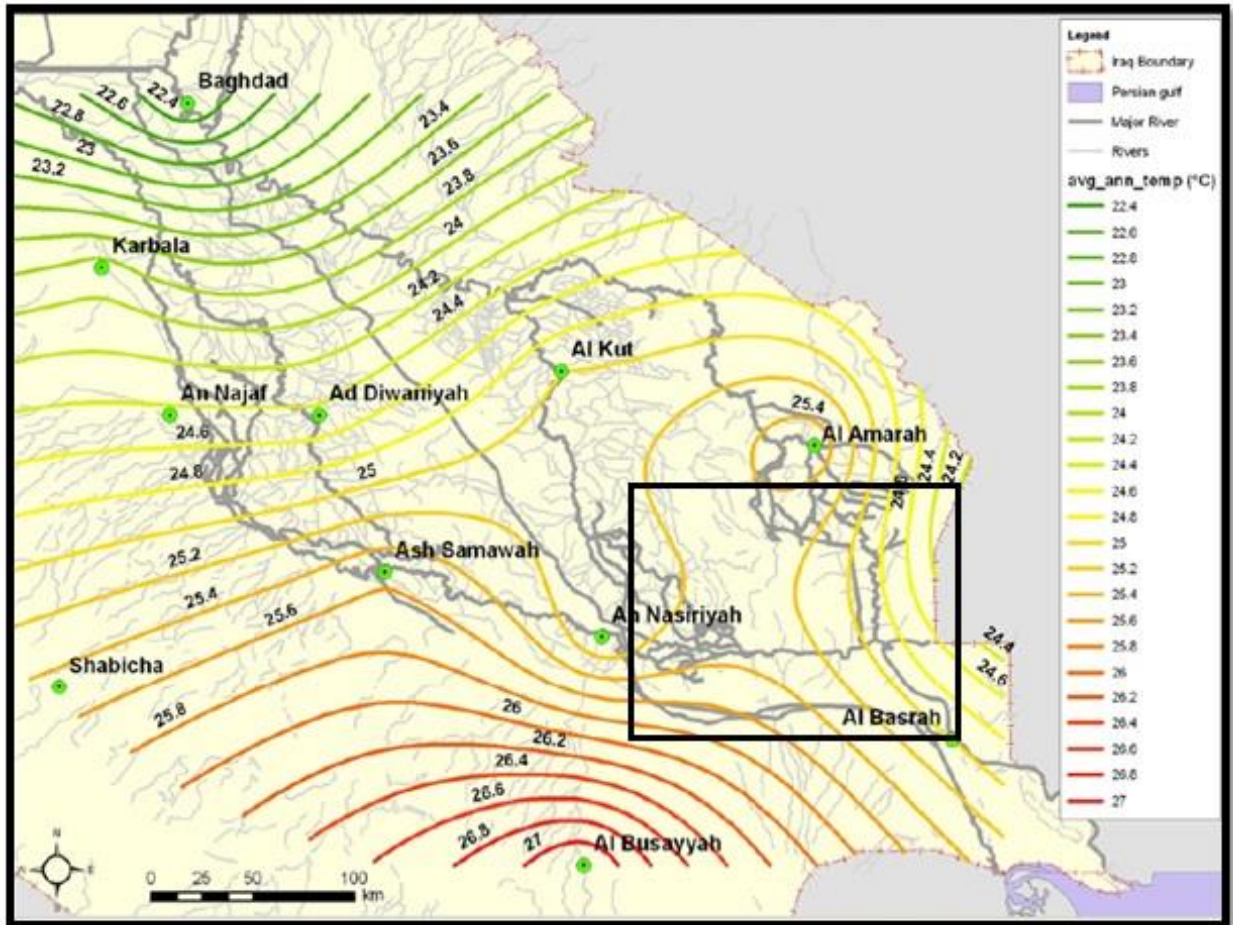 Baghdad
22.4
22.6
22.8
23
23.2
23.4
23.6
23.8
24
24.2
24.4
Karbala
Al Kut
An Najaf
Ad Diwaniyah
24.6
24.8
25
25.4
Al Amarah
24.4
24.2
25.2
25.4
25.6
Ash Samawah
An Nasiriyah
24.4
24.6
Shabicha
25.8
26
26.2
26.4
26.6
26.8
27
Al Basrah
Al Busayyah
N
E
0 25 50 100
km
Legend
Iraq Boundary
Persian gulf
Major River
Rivers
avg_ann_temp (°C)
22.4
22.6
22.8
23
23.2
23.4
23.6
23.8
24
24.2
24.4
24.6
24.8
25
25.2
25.4
25.6
25.8
26
26.2
26.4
26.6
26.8
27